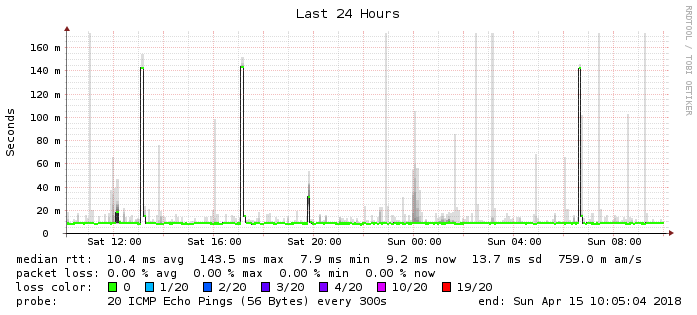 Last 24 Hours
RRDTOOL / TOBI OETIKER
Seconds
160 m
140 m
120 m
100 m
80 m
60 m
40 m
20 m
0
Sat 12:00 Sat 16:00 Sat 20:00 Sun 00:00 Sun 04:00 Sun 08:00
median rtt: 10.4 ms avg 143.5 ms max 7.9 ms min 9.2 ms now 13.7 ms sd 759.0 m am/s
packet loss: 0.00 % avg 0.00 % max 0.00 % min 0.00 % now
loss color: 0 1/20 2/20 3/20 4/20 10/20 19/20
probe: 20 ICMP Echo Pings (56 Bytes) every 300s end: Sun Apr 15 10:05:04 2018